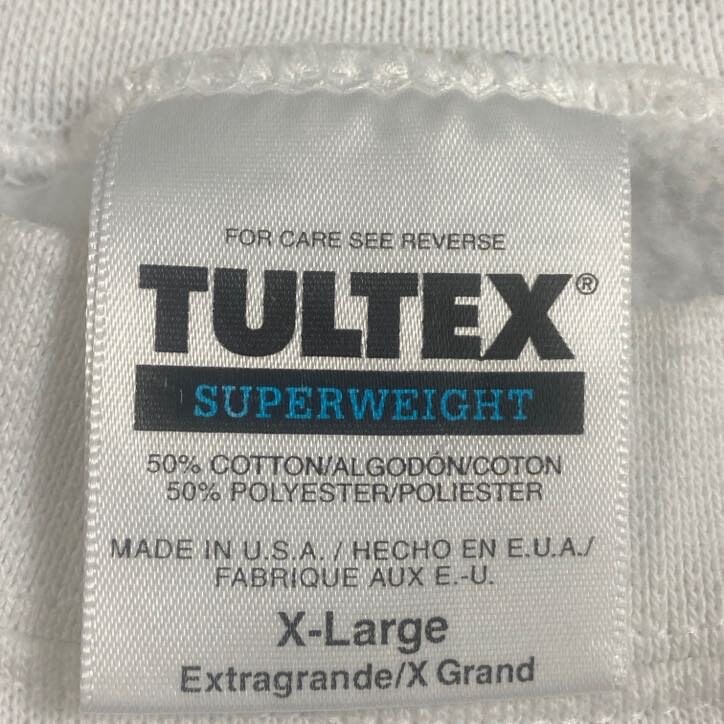 FOR CARE SEE REVERSE
TULTEX®
SUPERWEIGHT
50% COTTON/ALGODÓN/COTON
50% POLYESTER/POLIESTER
MADE IN U.S.A. / HECHO EN E.U.A./
FABRIQUE AUX E.-U.
X-Large
Extragrande/X Grand